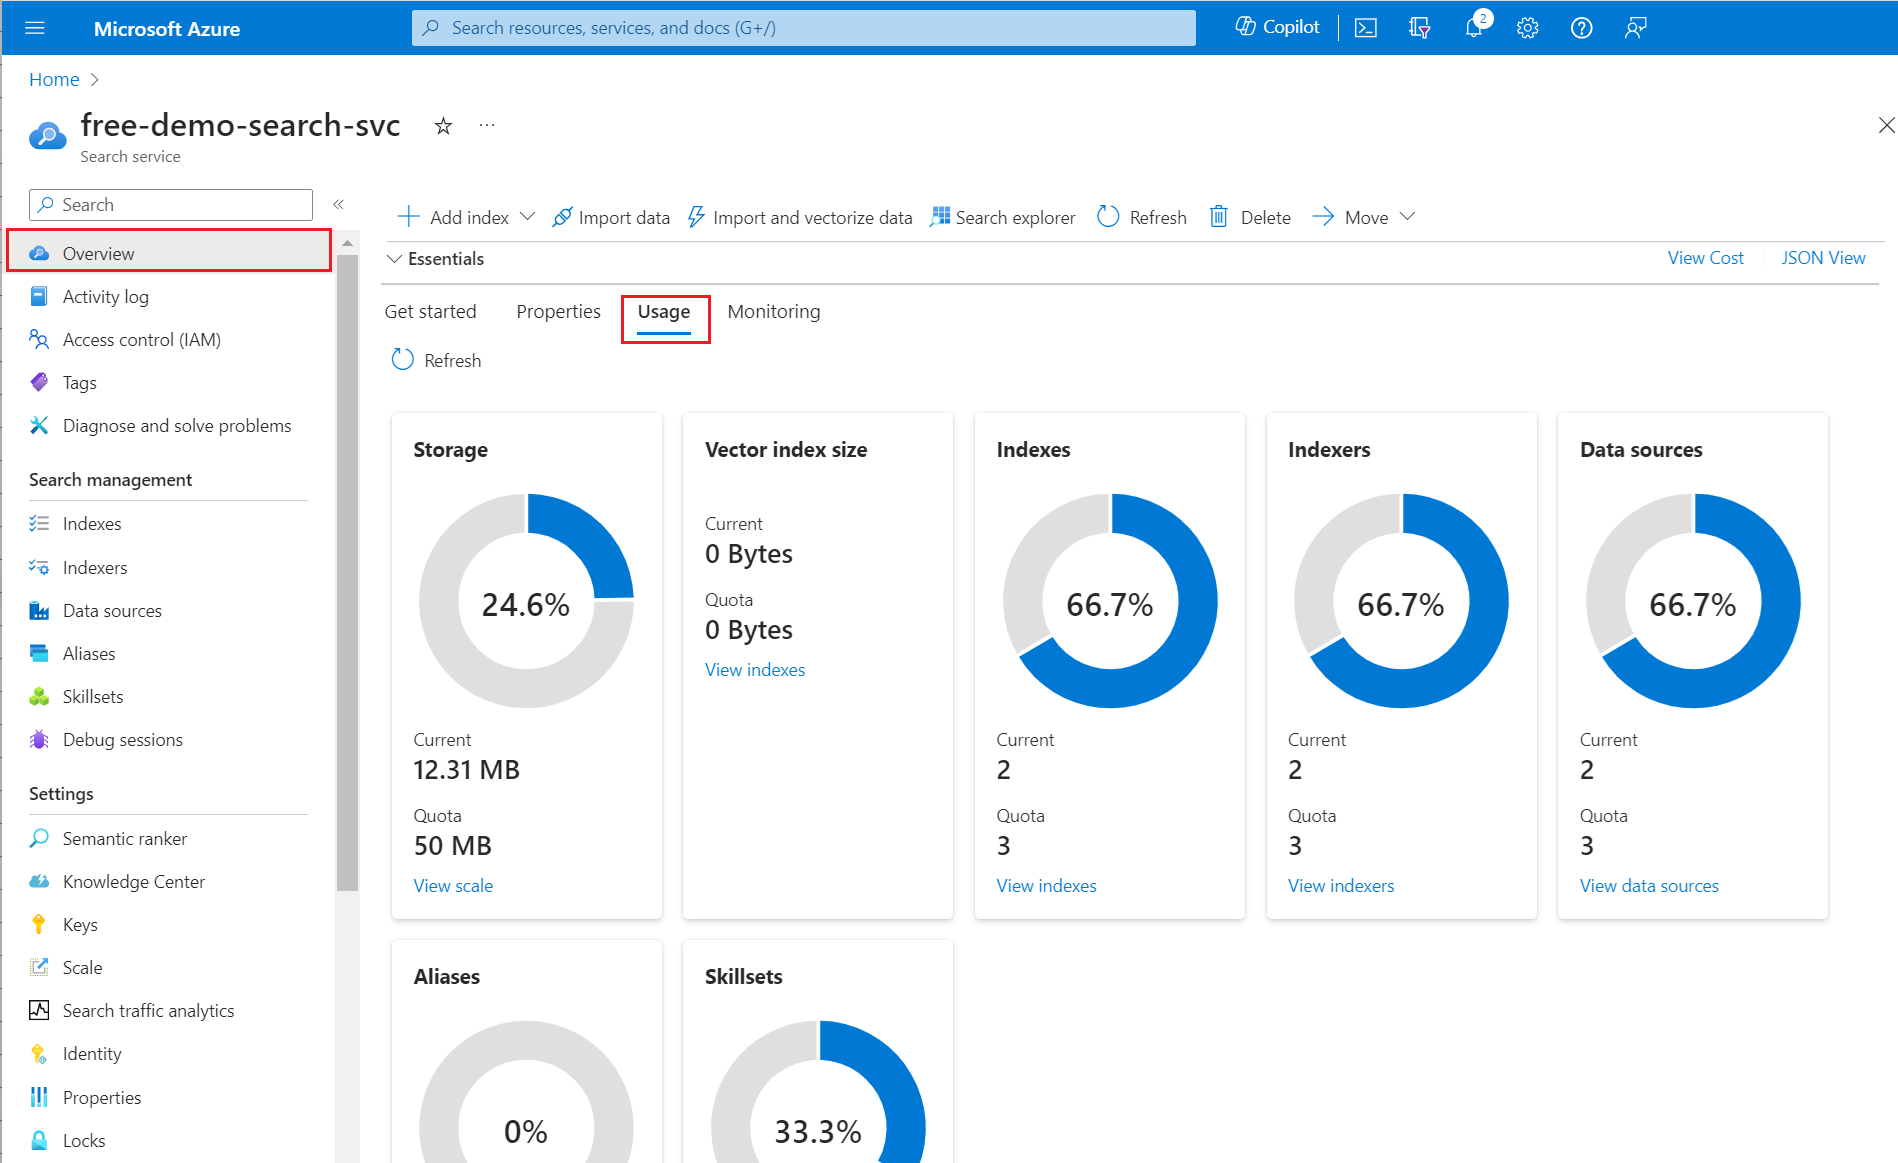 Microsoft Azure
Search resources, services, and docs (G+/)
Copilot
2
Home
free-demo-search-svc
Search service
Search
Add index
Import data
Import and vectorize data
Search explorer
Refresh
Delete
Move
Overview
Activity log
Access control (IAM)
Tags
Diagnose and solve problems
Search management
Indexes
Indexers
Data sources
Aliases
Skillsets
Debug sessions
Settings
Semantic ranker
Knowledge Center
Keys
Scale
Search traffic analytics
Identity
Properties
Locks
Essentials
View Cost
JSON View
Get started
Properties
Usage
Monitoring
Refresh
Storage
24.6%
Current
12.31 MB
Quota
50 MB
View scale
Vector index size
Current
0 Bytes
Quota
0 Bytes
View indexes
Indexes
66.7%
Current
2
Quota
3
View indexes
Indexers
66.7%
Current
2
Quota
3
View indexers
Data sources
66.7%
Current
2
Quota
3
View data sources
Aliases
0%
Skillsets
33.3%